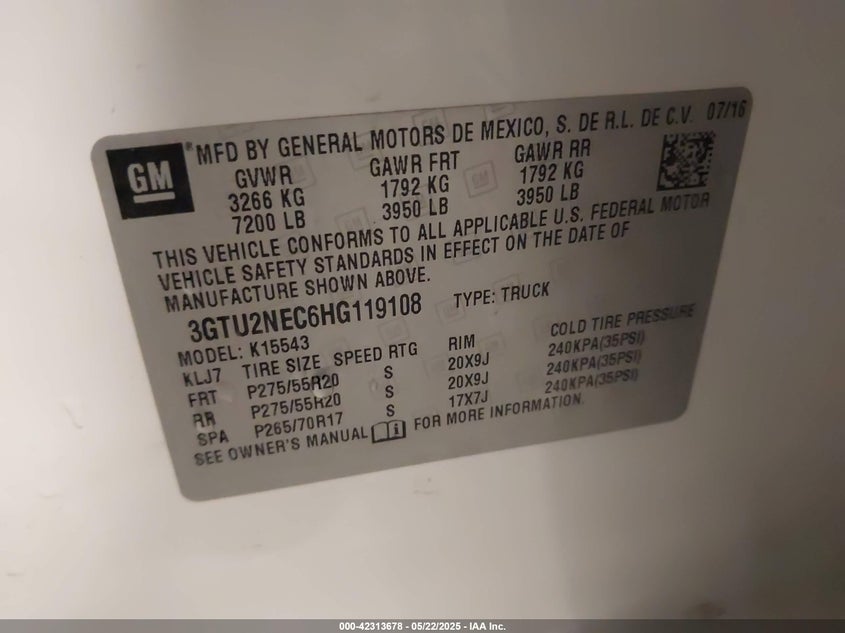 GM
®MFD BY GENERAL MOTORS DE MEXICO, S. DE R.L. DE C.V. 07/16
GVWR GAWR FRT GAWR RR
3266 KG 1792 KG 1792 KG
7200 LB 3950 LB 3950 LB
THIS VEHICLE CONFORMS TO ALL APPLICABLE U.S. FEDERAL MOTOR
VEHICLE SAFETY STANDARDS IN EFFECT ON THE DATE OF
MANUFACTURE SHOWN ABOVE.
3GTU2NEC6HG119108 TYPE: TRUCK
MODEL: K15543
KLJ7 TIRE SIZE SPEED RTG RIM COLD TIRE PRESSURE
FRT P275/55R20 S 20X9J 240KPA(35PSI)
RR P275/55R20 S 20X9J 240KPA(35PSI)
SPA P265/70R17 S 17X7J 240KPA(35PSI)
SEE OWNER'S MANUAL FOR MORE INFORMATION.
000-42313678 - 05/22/2025 - IAA Inc.